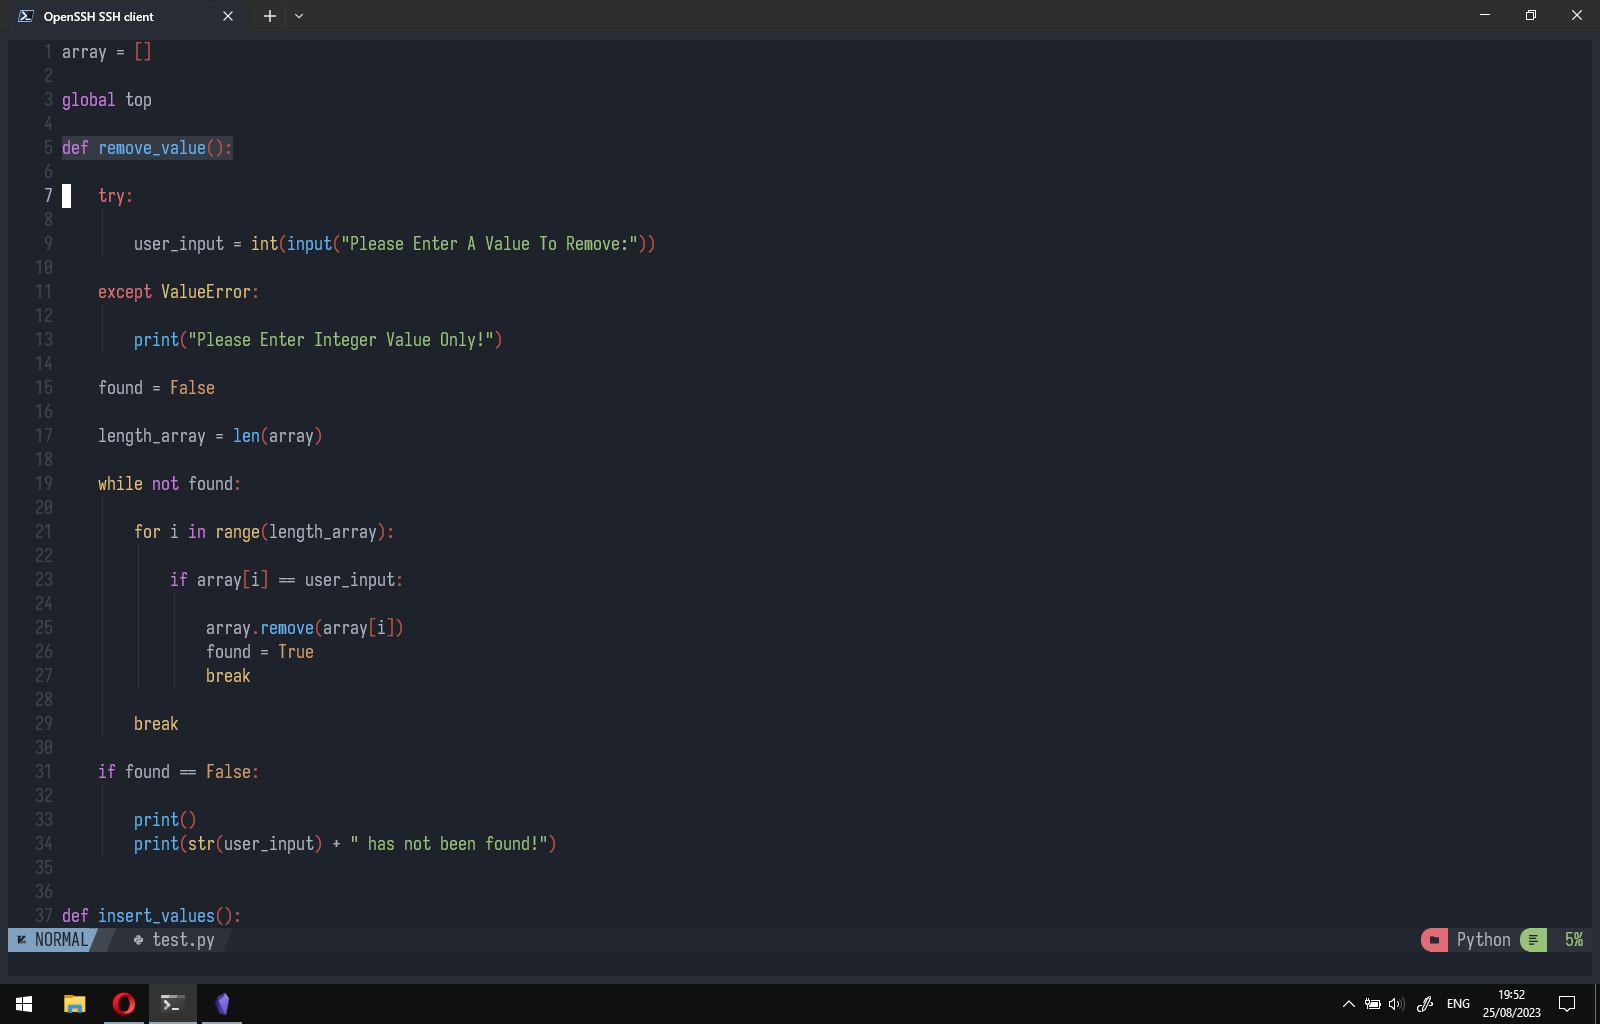 OpenSSH SSH client
1 array = []
2
3 global top
4
5 def remove_value():
6
7     try:
8
9         user_input = int(input("Please Enter A Value To Remove:"))
10
11     except ValueError:
12
13         print("Please Enter Integer Value Only!")
14
15     found = False
16
17     length_array = len(array)
18
19     while not found:
20
21         for i in range(length_array):
22
23             if array[i] == user_input:
24
25                 array.remove(array[i])
26                 found = True
27                 break
28
29         break
30
31     if found == False:
32
33         print()
34         print(str(user_input) + " has not been found!")
35
36
37 def insert_values():
NORMAL test.py Python 5%
ENG 19:52
25/08/2023